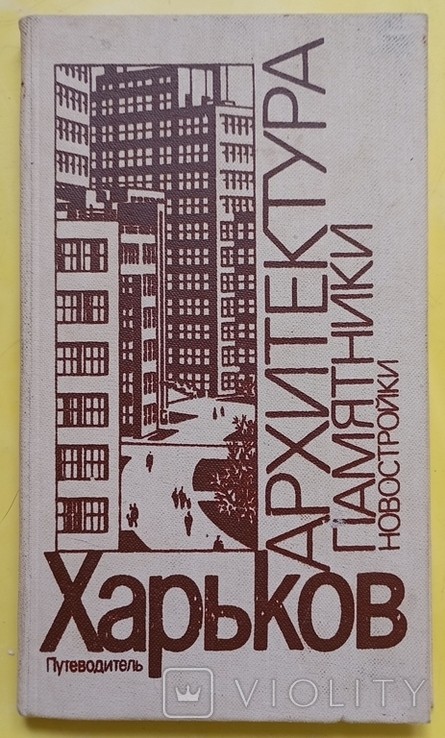 АРХИТЕКТУРА
ПАМЯТНИКИ
НОВОСТРОЙКИ
Харьков
Путеводитель
VIOLITY